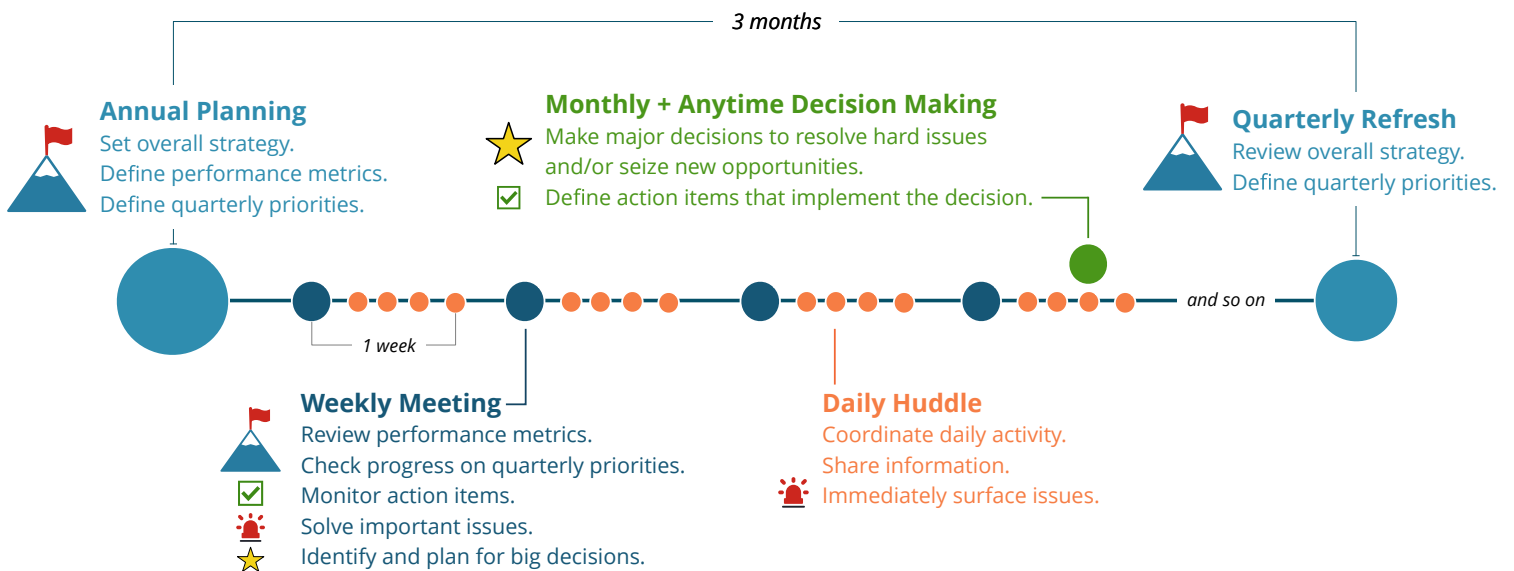 3 months
Annual Planning
Set overall strategy.
Define performance metrics.
Define quarterly priorities.
Monthly + Anytime Decision Making
Make major decisions to resolve hard issues
and/or seize new opportunities.
Define action items that implement the decision.
Quarterly Refresh
Review overall strategy.
Define quarterly priorities.
and so on
1 week
Weekly Meeting
Review performance metrics.
Check progress on quarterly priorities.
Monitor action items.
Solve important issues.
Identify and plan for big decisions.
Daily Huddle
Coordinate daily activity.
Share information.
Immediately surface issues.